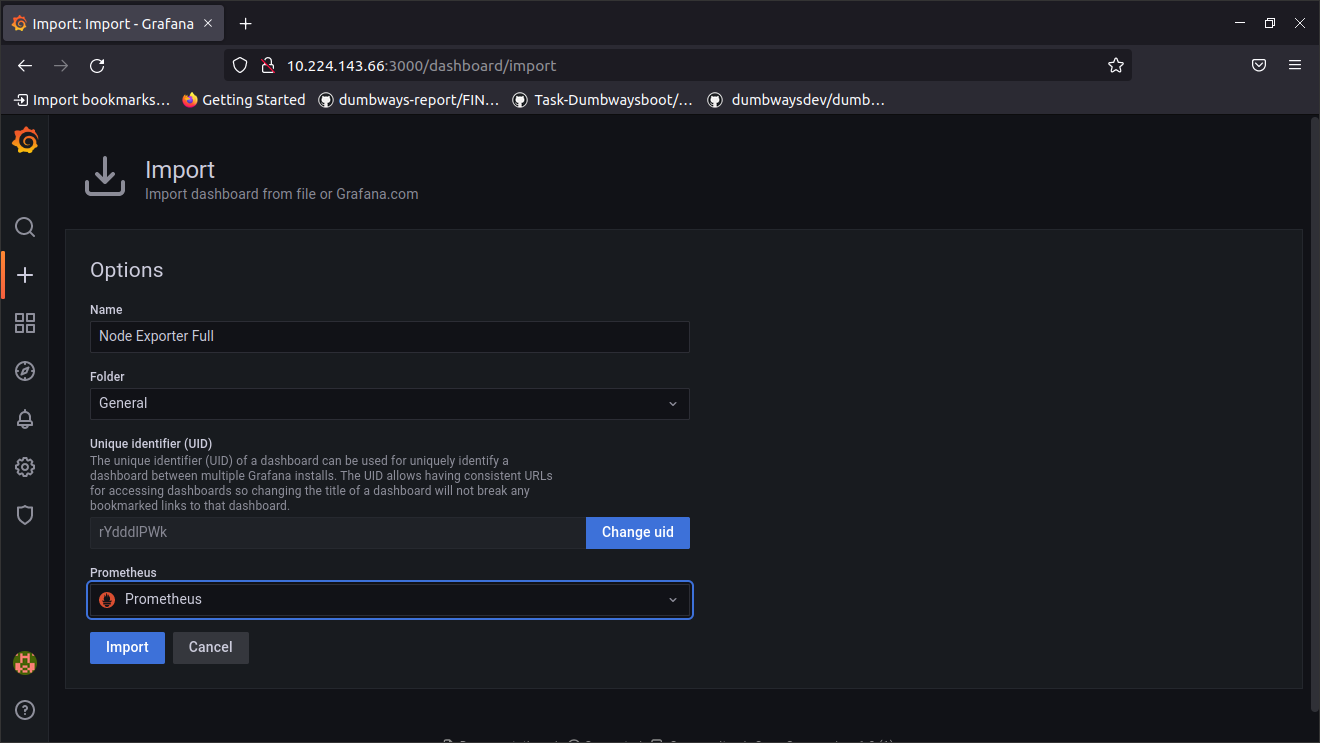 Import: Import - Grafana
10.224.143.66:3000/dashboard/import
Import bookmarks… Getting Started dumbways-report/FIN… Task-Dumbwaysboot/… dumbwaysdev/dumb…
Import
Import dashboard from file or Grafana.com
Options
Name
Node Exporter Full
Folder
General
Unique identifier (UID)
The unique identifier (UID) of a dashboard can be used for uniquely identify a
dashboard between multiple Grafana installs. The UID allows having consistent URLs
for accessing dashboards so changing the title of a dashboard will not break any
bookmarked links to that dashboard.
rYdddlPWk Change uid
Prometheus
Prometheus
Import Cancel